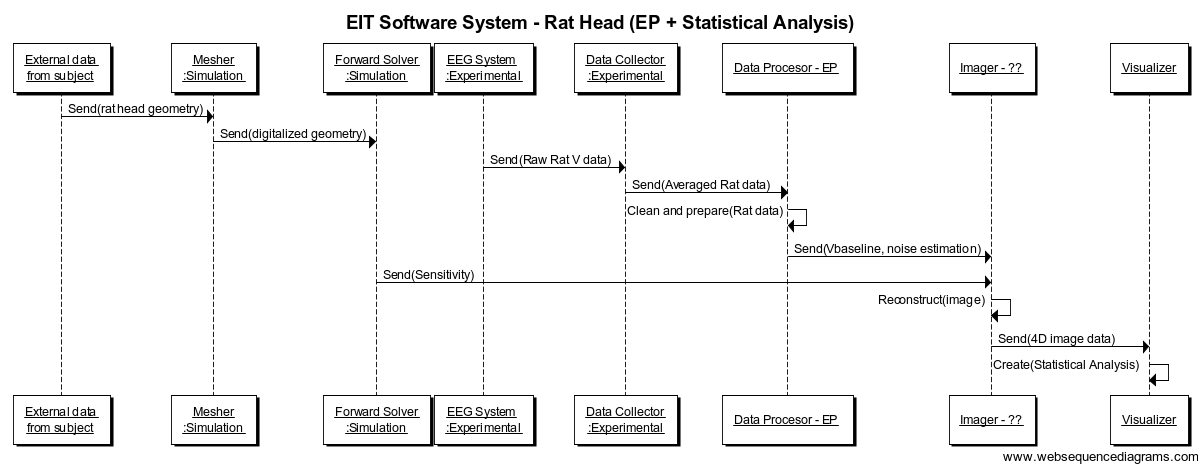 EIT Software System - Rat Head (EP + Statistical Analysis)
External data
from subject
Mesher
:Simulation
Forward Solver
:Simulation
EEG System
:Experimental
Data Collector
:Experimental
Data Procesor - EP
Imager - ??
Visualizer
Send(rat head geometry)
Send(digitalized geometry)
Send(Raw Rat V data)
Send(Averaged Rat data)
Clean and prepare(Rat data)
Send(Vbaseline, noise estimation)
Send(Sensitivity)
Reconstruct(image)
Send(4D image data)
Create(Statistical Analysis)
External data
from subject
Mesher
:Simulation
Forward Solver
:Simulation
EEG System
:Experimental
Data Collector
:Experimental
Data Procesor - EP
Imager - ??
Visualizer
www.websequencediagrams.com